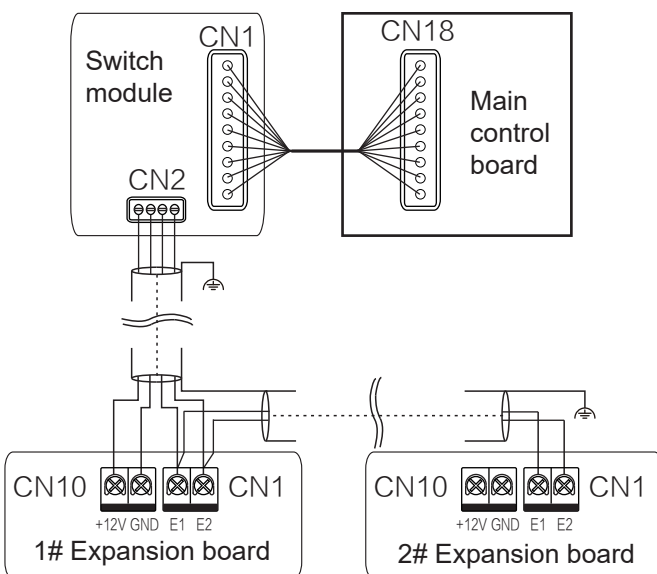 CN1
CN18
Switch
module
Main
control
board
CN2
CN10
CN1
+12V GND E1 E2
1# Expansion board
CN10
CN1
+12V GND E1 E2
2# Expansion board